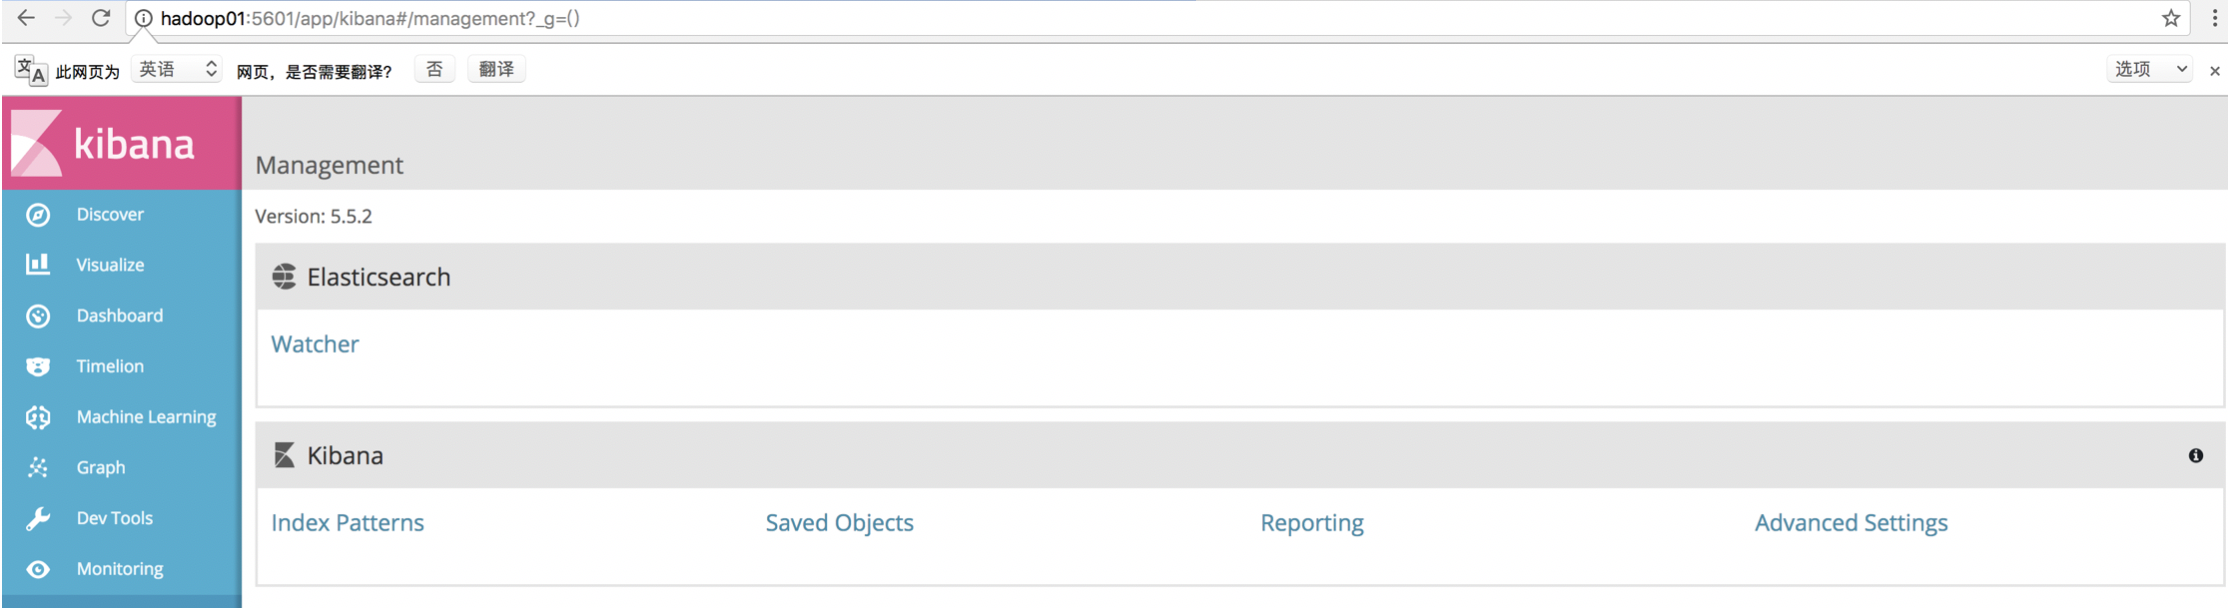 hadoop01:5601/app/kibana#/management?_g=()
此网页为 英语 网页，是否需要翻译? 否 翻译 选项 ×
kibana
Management
Discover
Version: 5.5.2
Visualize
Elasticsearch
Dashboard
Watcher
Timelion
Machine Learning
Kibana
Graph
Dev Tools
Index Patterns Saved Objects Reporting Advanced Settings
Monitoring